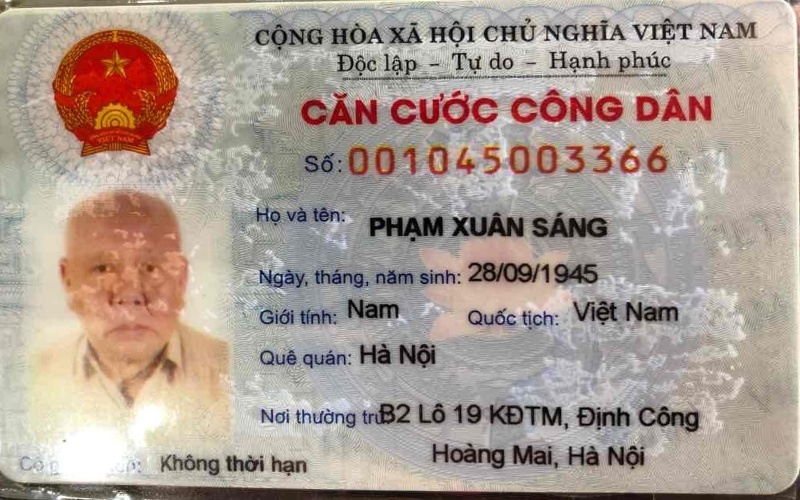 CỘNG HÒA XÃ HỘI CHỦ NGHĨA VIỆT NAM
Độc lập - Tự do - Hạnh phúc
CĂN CƯỚC CÔNG DÂN
Số: 001045003366
Họ và tên: PHẠM XUÂN SÁNG
Ngày, tháng, năm sinh: 28/09/1945
Giới tính: Nam Quốc tịch: Việt Nam
Quê quán: Hà Nội
Nơi thường trú: B2 Lô 19 KĐTM, Định Công
Hoàng Mai, Hà Nội
Không thời hạn